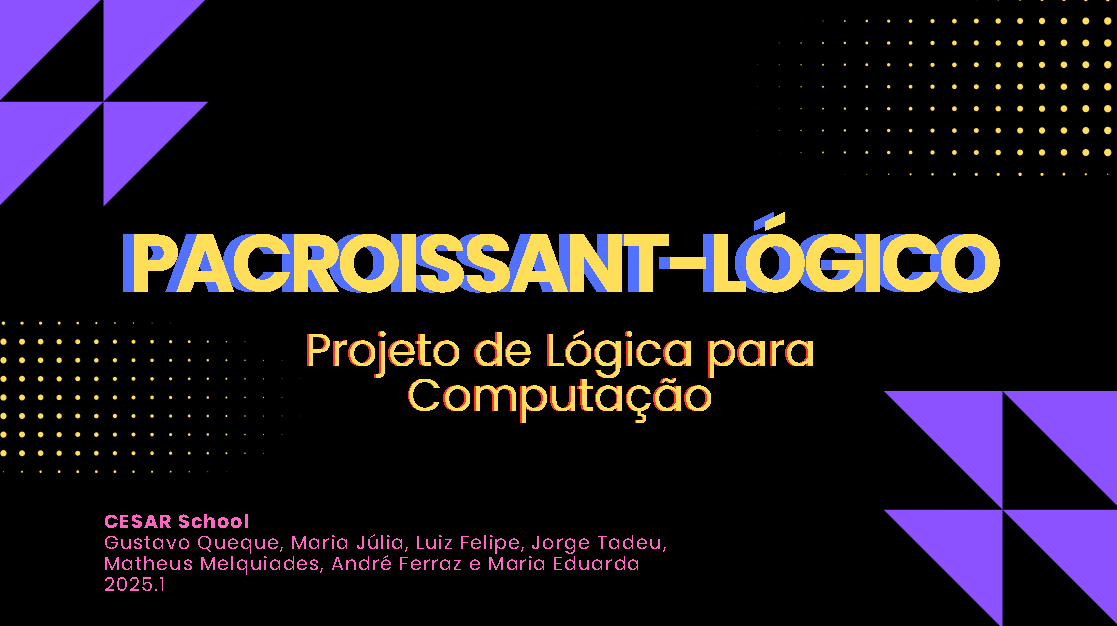 PACROISSANT-LÓGICO
Projeto de Lógica para
Computação
CESAR School
Gustavo Queque, Maria Júlia, Luiz Felipe, Jorge Tadeu,
Matheus Melquiades, André Ferraz e Maria Eduarda
2025.1